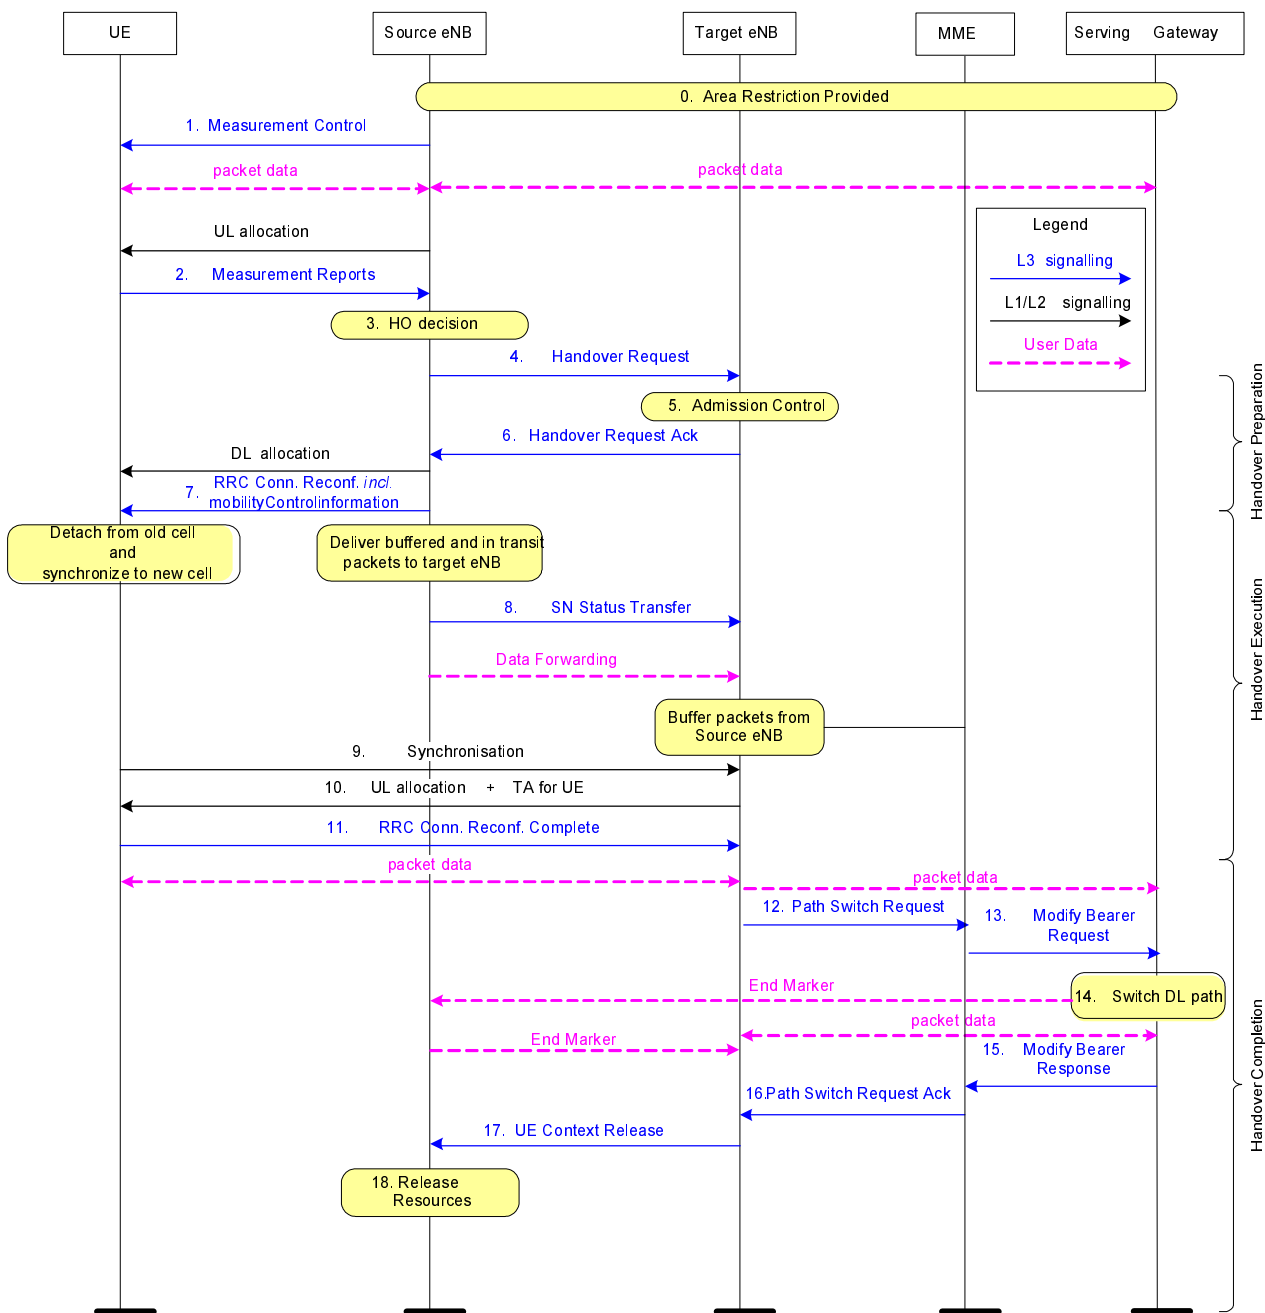 UE
Source eNB
Target eNB
MME
Serving Gateway
0. Area Restriction Provided
1. Measurement Control
packet data
packet data
UL allocation
Legend
L3 signalling
L1/L2 signalling
User Data
2. Measurement Reports
3. HO decision
4. Handover Request
5. Admission Control
6. Handover Request Ack
DL allocation
7. RRC Conn. Reconf. incl.
mobilityControlinformation
Handover Preparation
Detach from old cell
and
synchronize to new cell
Deliver buffered and in transit
packets to target eNB
8. SN Status Transfer
Data Forwarding
Buffer packets from
Source eNB
9. Synchronisation
10. UL allocation + TA for UE
11. RRC Conn. Reconf. Complete
Handover Execution
packet data
packet data
12. Path Switch Request
13. Modify Bearer
Request
End Marker
14. Switch DL path
packet data
End Marker
15. Modify Bearer
Response
16.Path Switch Request Ack
17. UE Context Release
18. Release
Resources
Handover Completion